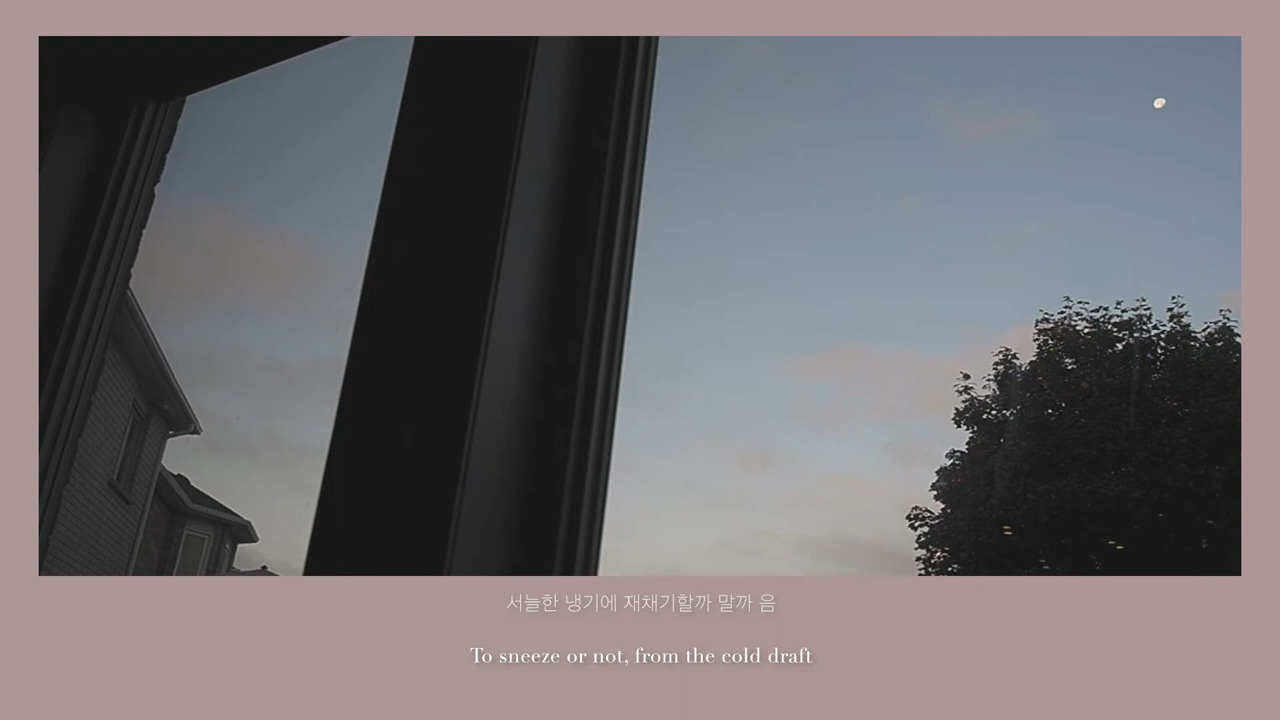 서늘한 냉기에 재채기할까 말까 음
To sneeze or not, from the cold draft